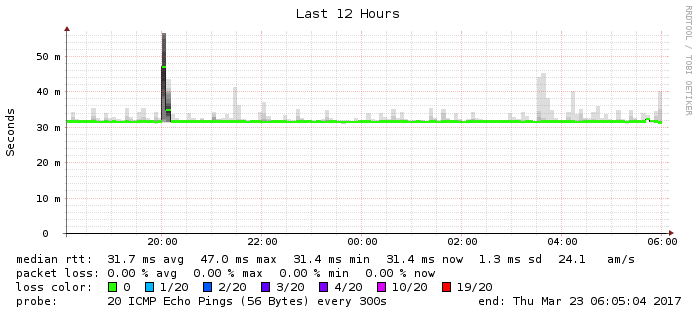 Last 12 Hours
RRDTOOL / TOBI OETIKER
Seconds
50 m
40 m
30 m
20 m
10 m
0
20:00 22:00 00:00 02:00 04:00 06:00
median rtt: 31.7 ms avg 47.0 ms max 31.4 ms min 31.4 ms now 1.3 ms sd 24.1 am/s
packet loss: 0.00 % avg 0.00 % max 0.00 % min 0.00 % now
loss color: 0 1/20 2/20 3/20 4/20 10/20 19/20
probe: 20 ICMP Echo Pings (56 Bytes) every 300s end: Thu Mar 23 06:05:04 2017